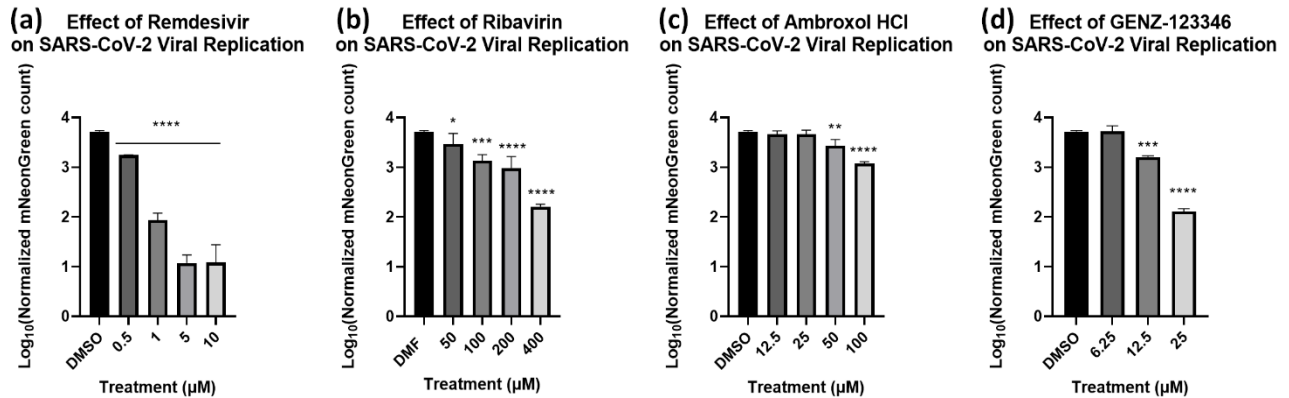 (a) Effect of Remdesivir
on SARS-CoV-2 Viral Replication
Log10(Normalized mNeonGreen count)
4
3
2
1
0
****
DMSO
0.5
1
5
10
Treatment (µM)
(b) Effect of Ribavirin
on SARS-CoV-2 Viral Replication
Log10(Normalized mNeonGreen count)
4
3
2
1
0
*
***
****
****
DMF
50
100
200
400
Treatment (µM)
(c) Effect of Ambroxol HCl
on SARS-CoV-2 Viral Replication
Log10(Normalized mNeonGreen count)
4
3
2
1
0
**
****
DMSO
12.5
25
50
100
Treatment (µM)
(d) Effect of GENZ-123346
on SARS-CoV-2 Viral Replication
Log10(Normalized mNeonGreen count)
4
3
2
1
0
***
****
DMSO
6.25
12.5
25
Treatment (µM)